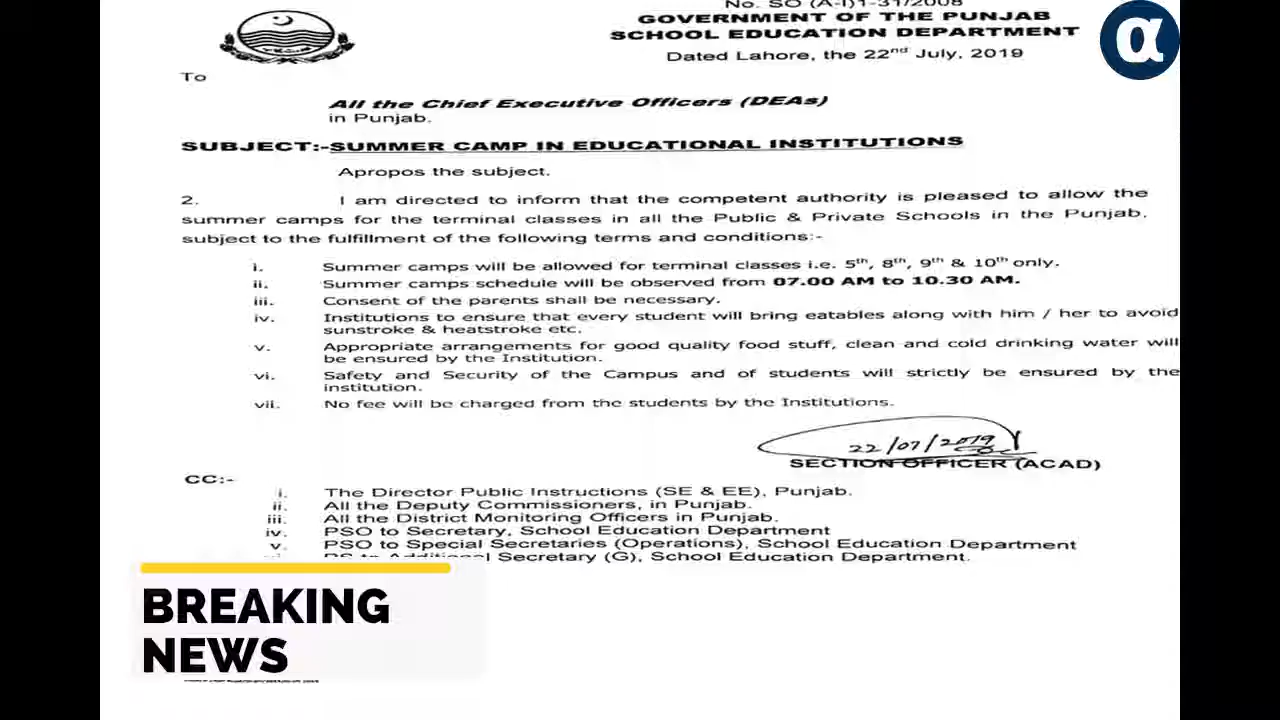 No. SO (A-I)1-31/2008
GOVERNMENT OF THE PUNJAB
SCHOOL EDUCATION DEPARTMENT
Dated Lahore, the 22nd July, 2019
α
To
All the Chief Executive Officers (DEAs)
in Punjab.
SUBJECT:-SUMMER CAMP IN EDUCATIONAL INSTITUTIONS
Apropos the subject.
2. I am directed to inform that the competent authority is pleased to allow the
summer camps for the terminal classes in all the Public & Private Schools in the Punjab,
subject to the fulfillment of the following terms and conditions:-
i. Summer camps will be allowed for terminal classes i.e. 5th, 8th, 9th & 10th only.
ii. Summer camps schedule will be observed from 07.00 AM to 10.30 AM.
iii. Consent of the parents shall be necessary.
iv. Institutions to ensure that every student will bring eatables along with him / her to avoid
sunstroke & heatstroke etc.
v. Appropriate arrangements for good quality food stuff, clean and cold drinking water will
be ensured by the Institution.
vi. Safety and Security of the Campus and of students will strictly be ensured by the
institution.
vii. No fee will be charged from the students by the Institutions.
22/07/2019
SECTION OFFICER (ACAD)
CC:-
i. The Director Public Instructions (SE & EE), Punjab.
ii. All the Deputy Commissioners, in Punjab.
iii. All the District Monitoring Officers in Punjab.
iv. PSO to Secretary, School Education Department
v. PSO to Special Secretaries (Operations), School Education Department
PS to Additional Secretary (G), School Education Department.
BREAKING
NEWS